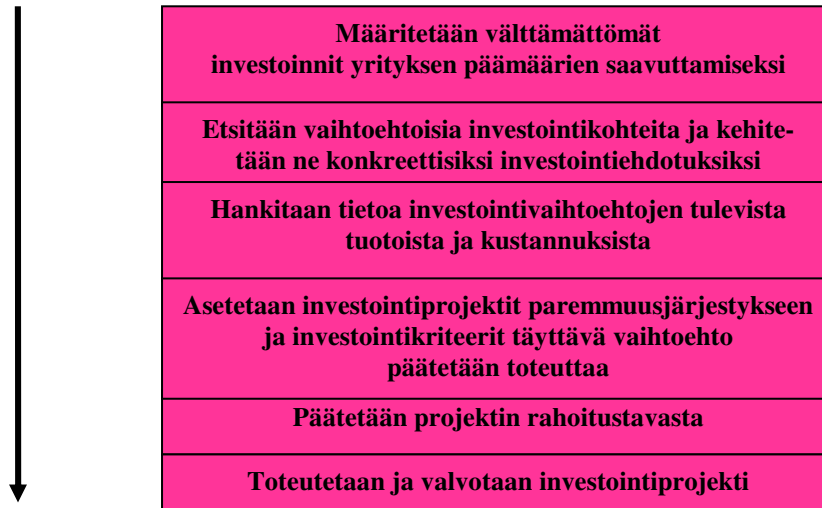 Määritetään välttämättömät
investoinnit yrityksen päämäärien saavuttamiseksi
Etsitään vaihtoehtoisia investointikohteita ja kehite-
tään ne konkreettisiksi investointiehdotuksiksi
Hankitaan tietoa investointivaihtoehtojen tulevista
tuotoista ja kustannuksista
Asetetaan investointiprojektit paremmuusjärjestykseen
ja investointikriteerit täyttävä vaihtoehto
päätetään toteuttaa
Päätetään projektin rahoitustavasta
Toteutetaan ja valvotaan investointiprojekti